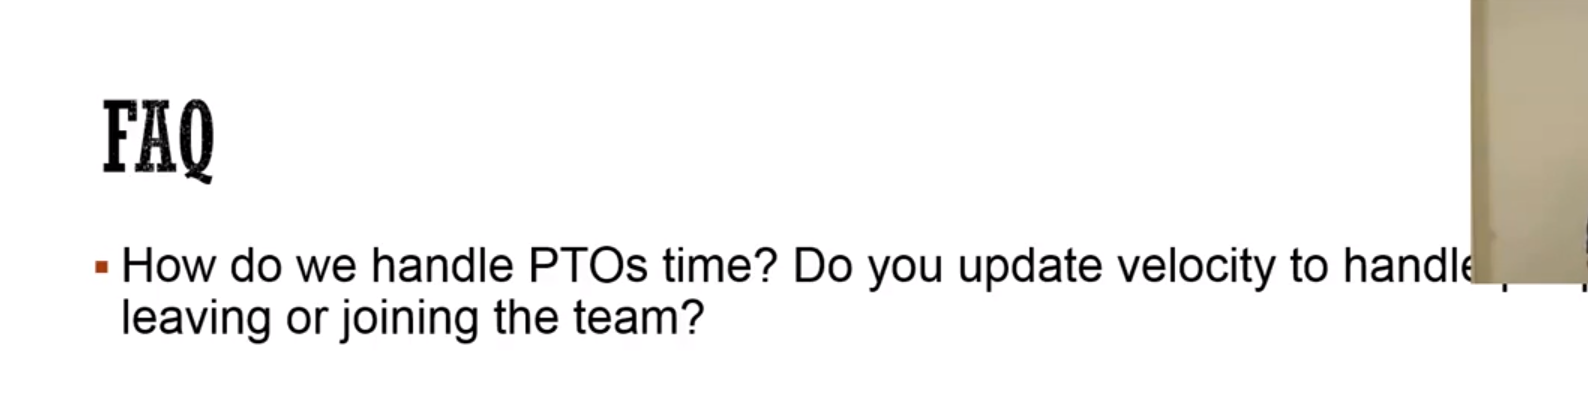 FAQ
How do we handle PTOs time? Do you update velocity to handle
leaving or joining the team?